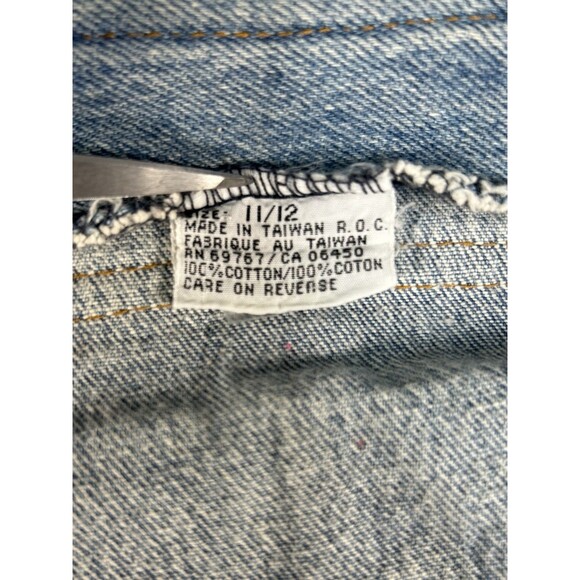 SIZE: 11/12
MADE IN TAIWAN R.O.C.
FABRIQUE AU TAIWAN
RN 69767/CA 06450
100%COTTON/100%COTON
CARE ON REVERSE